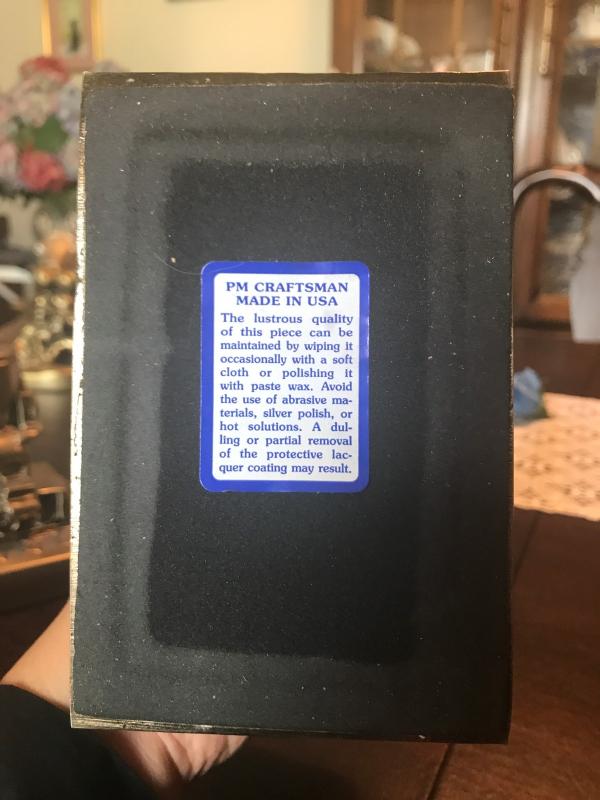 PM CRAFTSMAN
MADE IN USA
The lustrous quality
of this piece can be
maintained by wiping it
occasionally with a soft
cloth or polishing it
with paste wax. Avoid
the use of abrasive ma-
terials, silver polish, or
hot solutions. A dul-
ling or partial removal
of the protective lac-
quer coating may result.